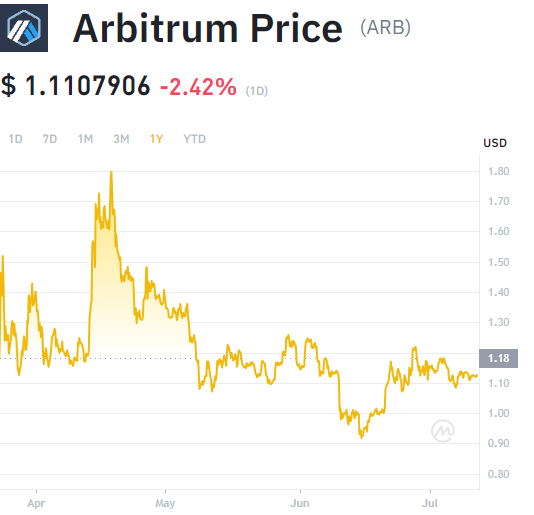 Arbitrum Price (ARB)
$ 1.1107906 -2.42% (1D)
1D 7D 1M 3M 1Y YTD
USD
1.80
1.70
1.60
1.50
1.40
1.30
1.18
1.10
1.00
0.90
0.80
Apr May Jun Jul